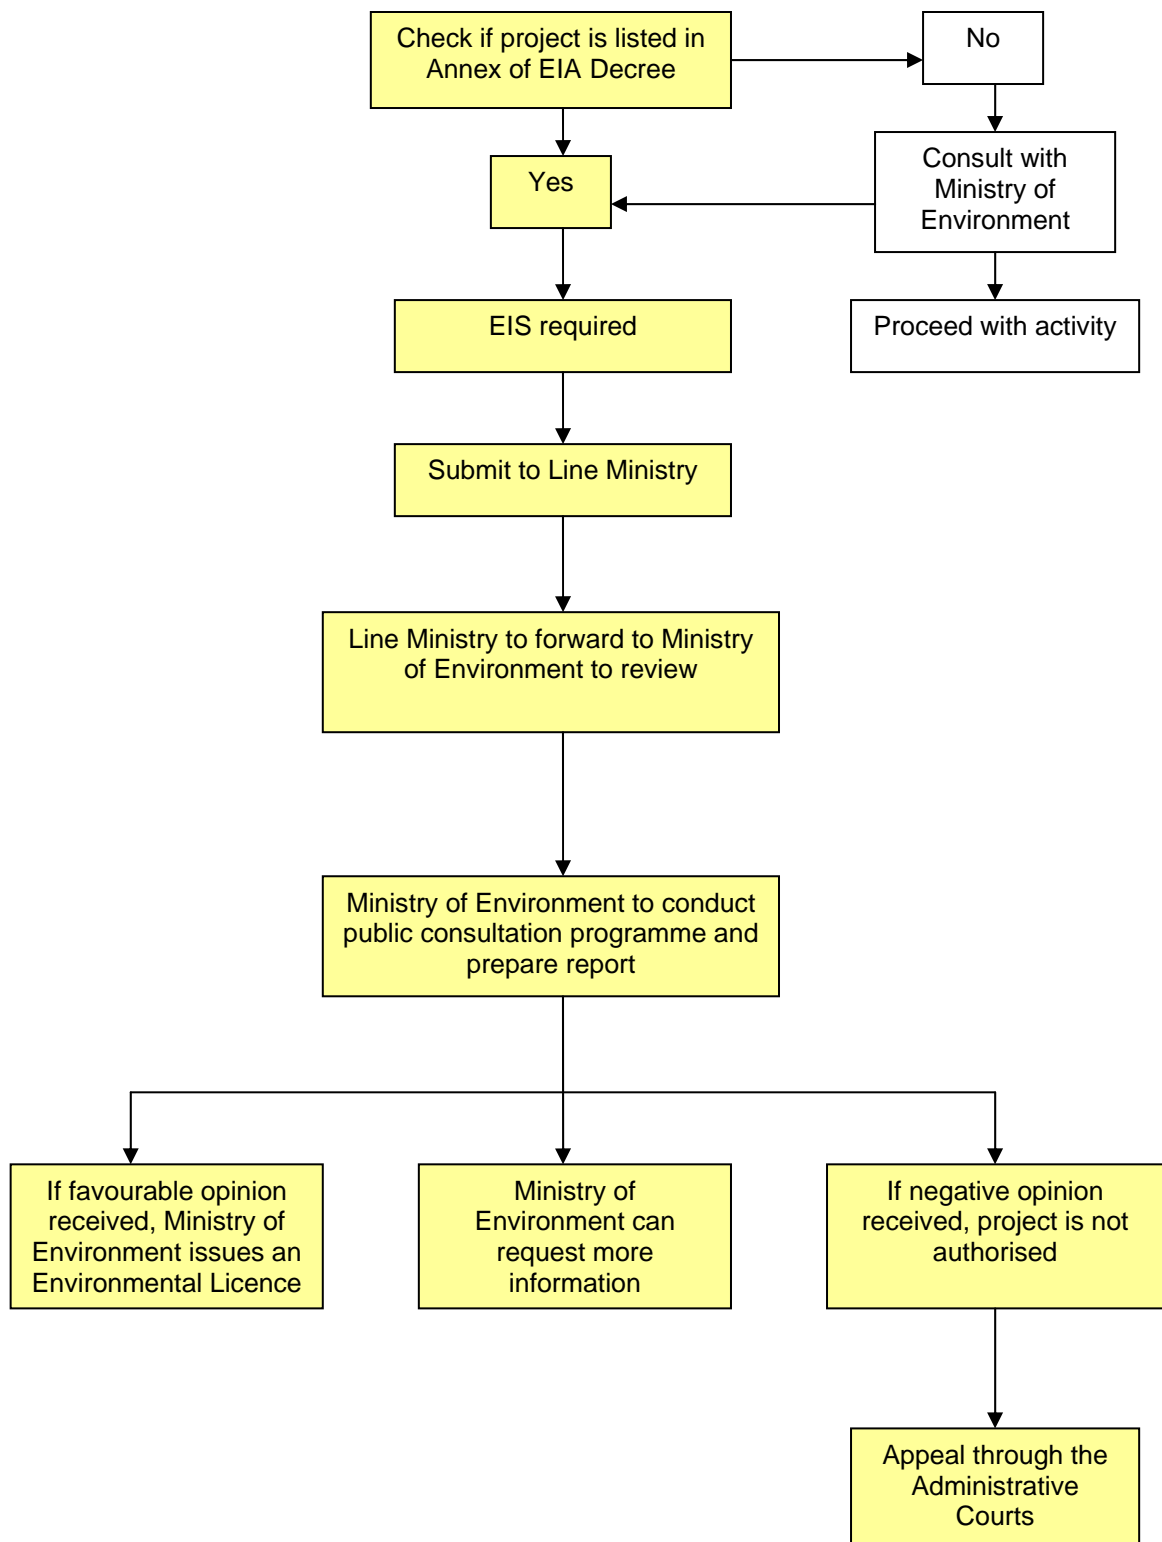 Check if project is listed in
Annex of EIA Decree
No
Yes
Consult with
Ministry of
Environment
EIS required
Proceed with activity
Submit to Line Ministry
Line Ministry to forward to Ministry
of Environment to review
Ministry of Environment to conduct
public consultation programme and
prepare report
If favourable opinion
received, Ministry of
Environment issues an
Environmental Licence
Ministry of
Environment can
request more
information
If negative opinion
received, project is not
authorised
Appeal through the
Administrative
Courts